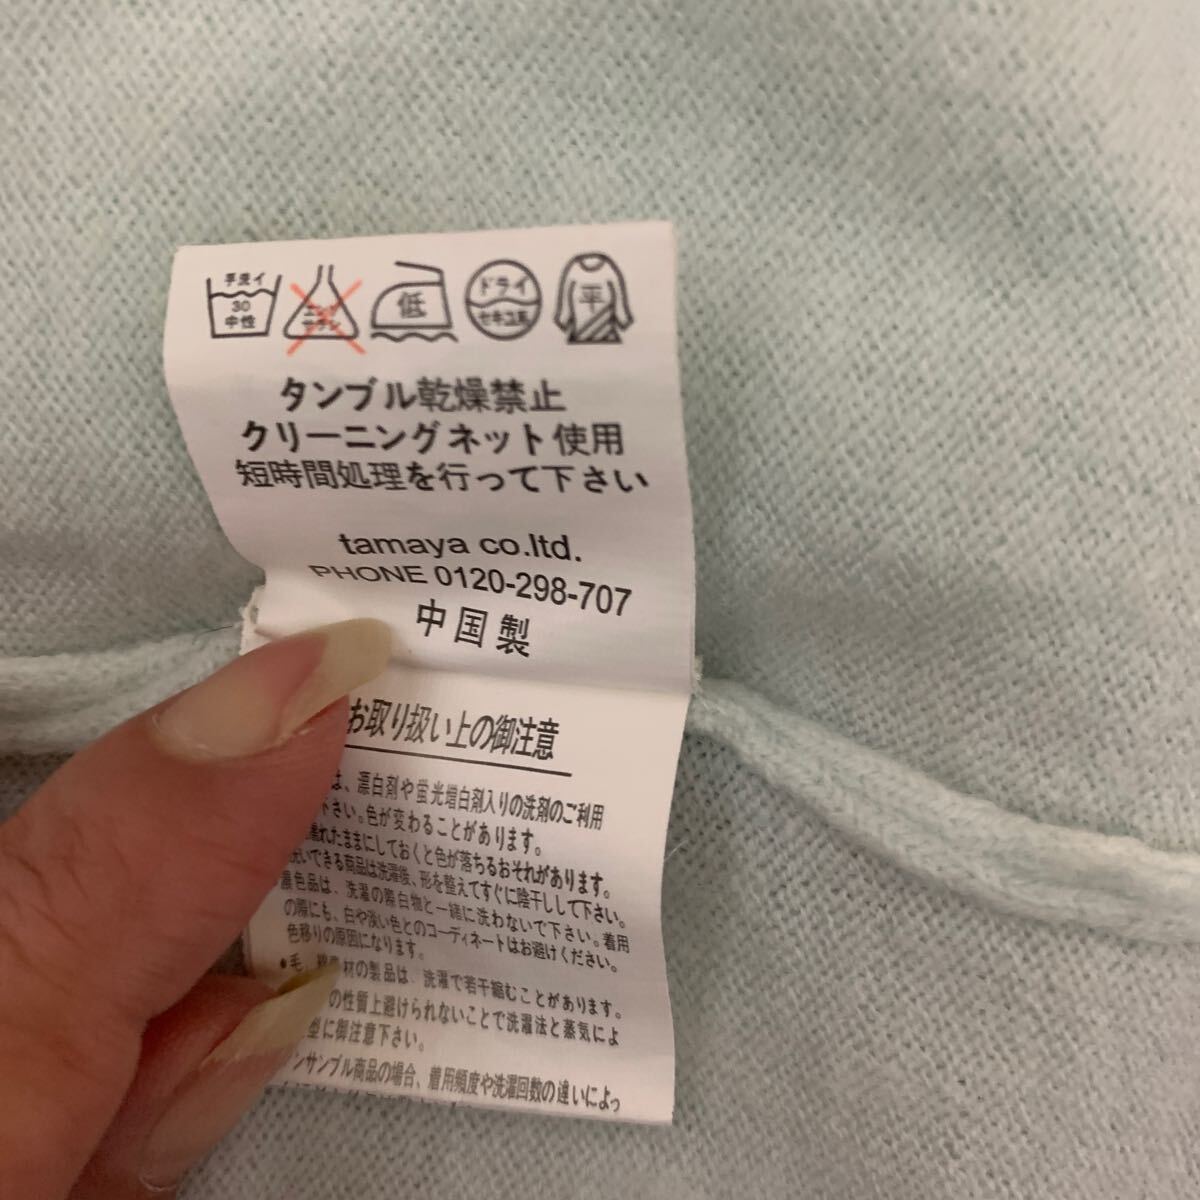 手洗イ
30
中性
低
ドライ
セキユ系
平
タンブル乾燥禁止
クリーニングネット使用
短時間処理を行って下さい
tamaya co.ltd.
PHONE 0120-298-707
中国製
お取り扱い上の御注意
は、漂白剤や蛍光増白剤入りの洗剤のご利用
下さい。色が変わることがあります。
濡れたままにしておくと色が落ちるおそれがあります。
洗いできる商品は洗濯後、形を整えてすぐに陰干しして下さい。
濃色品は、洗濯の際白物と一緒に洗わないで下さい。着用
の際にも、白や淡い色とのコーディネートはお避けください。
色移りの原因になります。
•毛、 素材の製品は、洗濯で若干縮むことがあります。
の性質上避けられないことで洗濯法と蒸気によ
型に御注意下さい。
ンサンブル商品の場合、着用頻度や洗濯回数の違いによっ